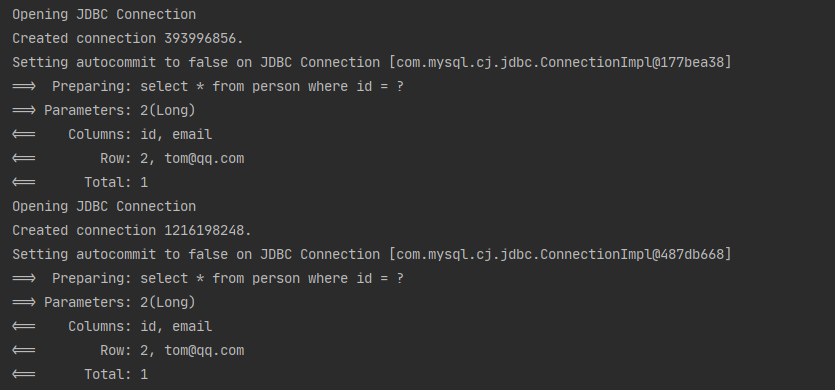 Opening JDBC Connection
Created connection 393996856.
Setting autocommit to false on JDBC Connection [com.mysql.cj.jdbc.ConnectionImpl@177bea38]
==>  Preparing: select * from person where id = ?
==> Parameters: 2(Long)
<==    Columns: id, email
<==        Row: 2, tom@qq.com
<==      Total: 1
Opening JDBC Connection
Created connection 1216198248.
Setting autocommit to false on JDBC Connection [com.mysql.cj.jdbc.ConnectionImpl@487db668]
==>  Preparing: select * from person where id = ?
==> Parameters: 2(Long)
<==    Columns: id, email
<==        Row: 2, tom@qq.com
<==      Total: 1